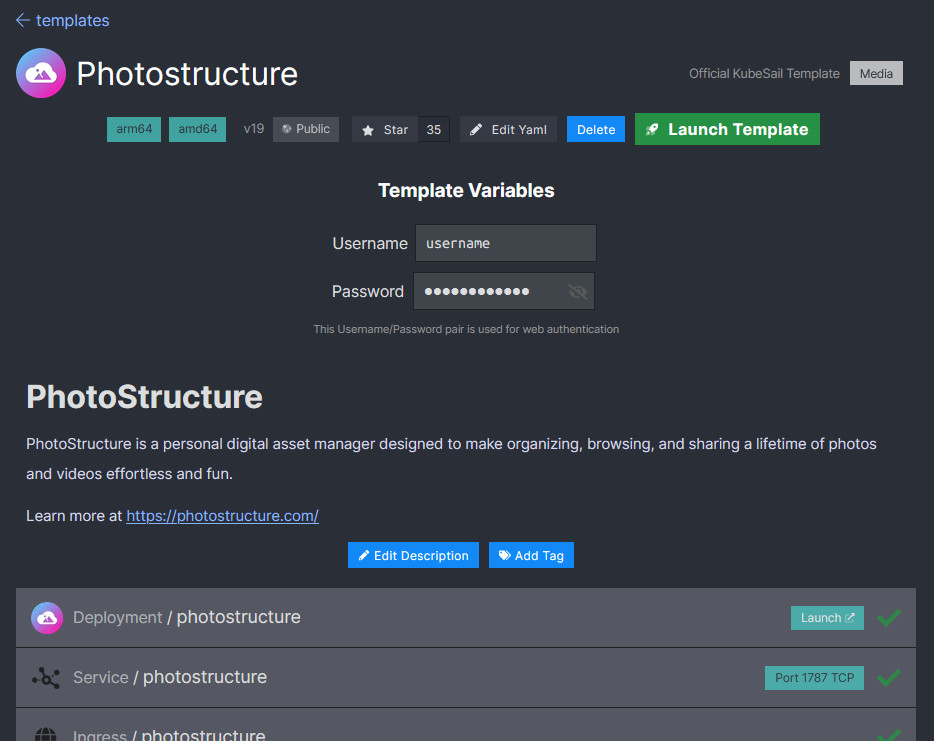 templates
Photostructure
Official KubeSail Template Media
arm64 amd64 v19 Public Star 35 Edit Yaml Delete Launch Template
Template Variables
Username username
Password ●●●●●●●●●●●●
This Username/Password pair is used for web authentication
PhotoStructure
PhotoStructure is a personal digital asset manager designed to make organizing, browsing, and sharing a lifetime of photos
and videos effortless and fun.
Learn more at https://photostructure.com/
Edit Description Add Tag
Deployment / photostructure Launch
Service / photostructure Port 1787 TCP
Ingress / photostructure